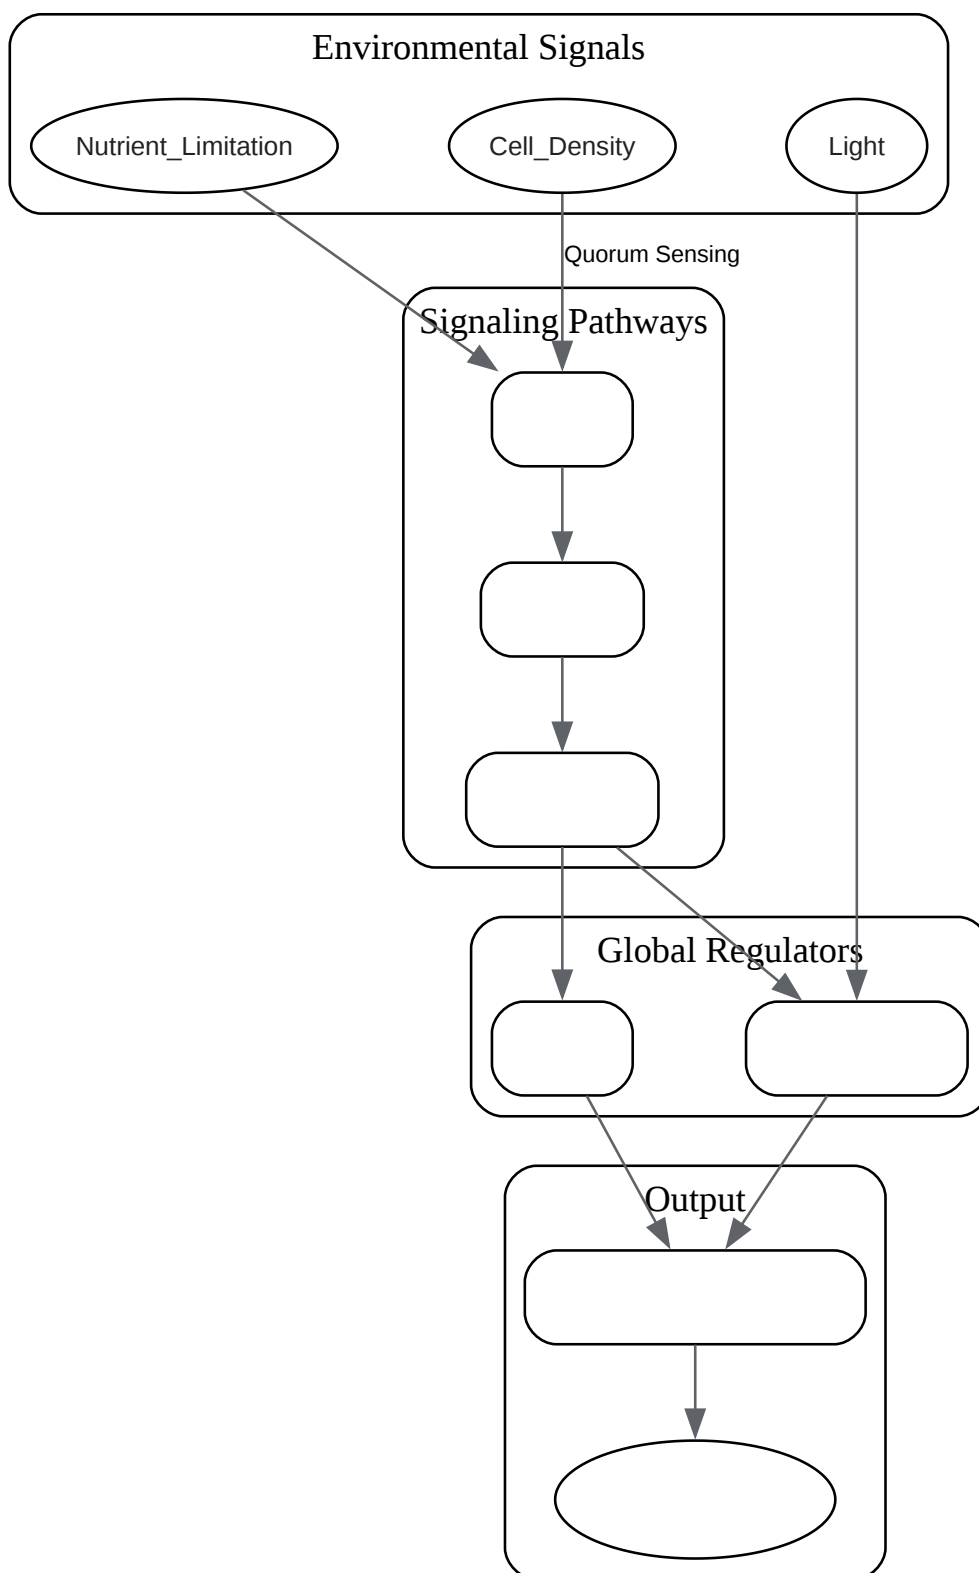 Environmental Signals
Nutrient_Limitation
Cell_Density
Light
Quorum Sensing
Signaling Pathways
Global Regulators
Output